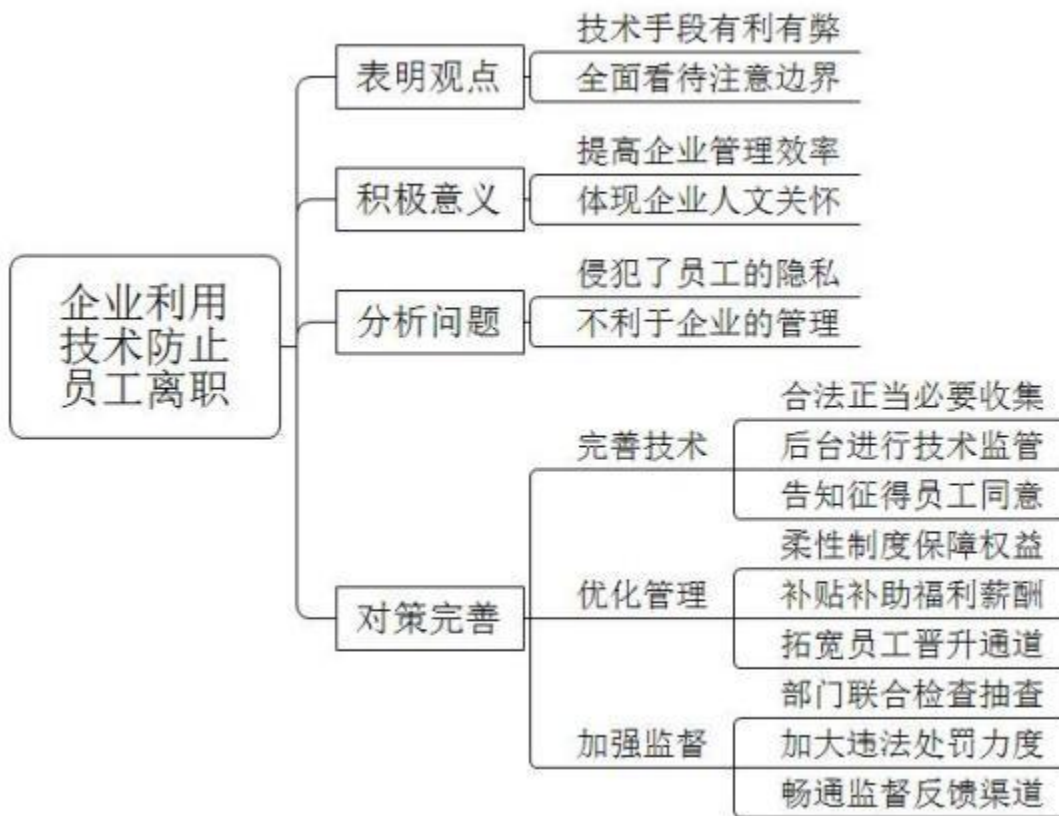 企业利用
技术防止
员工离职
表明观点
技术手段有利有弊
全面看待注意边界
积极意义
提高企业管理效率
体现企业人文关怀
分析问题
侵犯了员工的隐私
不利于企业的管理
对策完善
完善技术
合法正当必要收集
后台进行技术监管
告知征得员工同意
优化管理
柔性制度保障权益
补贴补助福利薪酬
拓宽员工晋升通道
加强监督
部门联合检查抽查
加大违法处罚力度
畅通监督反馈渠道